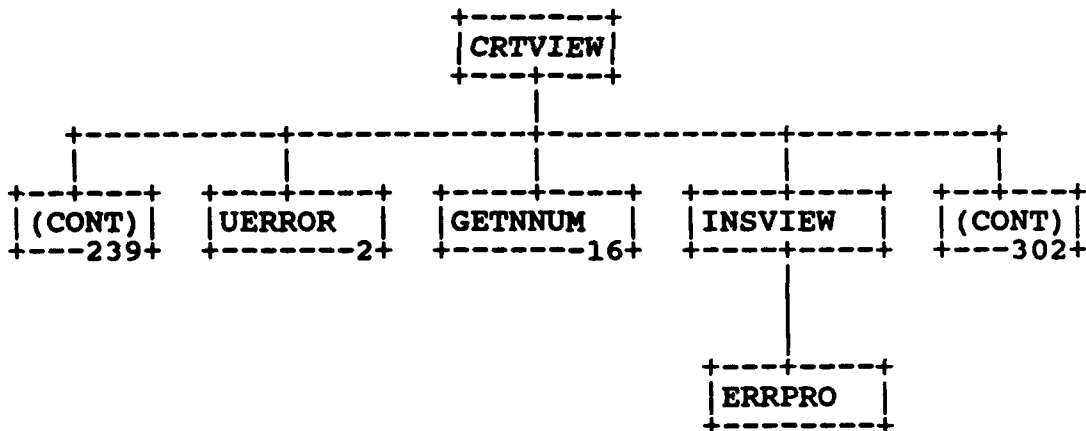 CRTVIEW
(CONT) UERROR GETNNUM INSVIEW (CONT)
239 2 16 302
ERRPRO